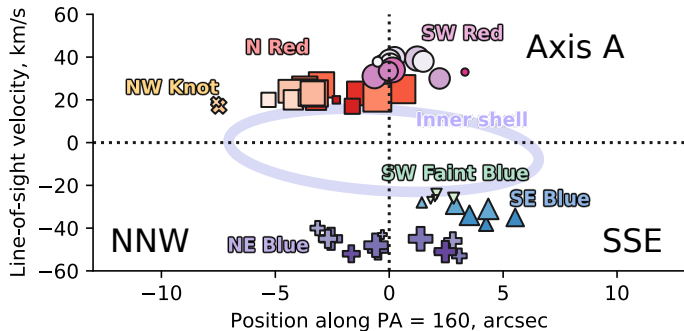 Line-of-sight velocity, km/s
60
40
20
0
−20
−40
−60
N Red
SW Red
Axis A
NW Knot
Inner shell
SW Faint Blue
SE Blue
NE Blue
NNW
SSE
−10
−5
0
5
10
Position along PA = 160, arcsec